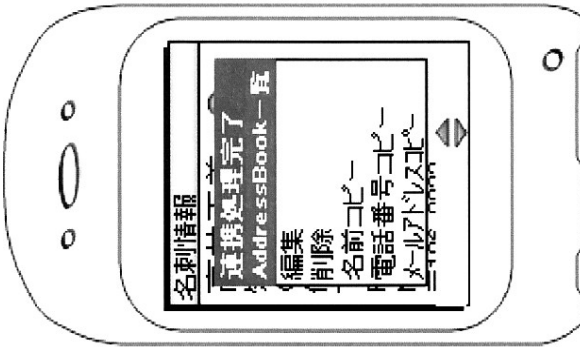 名刺情報
連携処理完了
AddressBook一覧
編集
削除
名前コピー
電話番号コピー
メールアドレスコピー